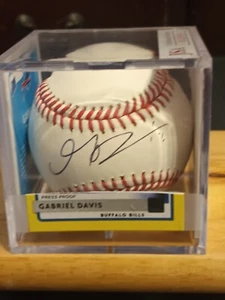 PRESS PROOF
GABRIEL DAVIS
BUFFALO BILLS